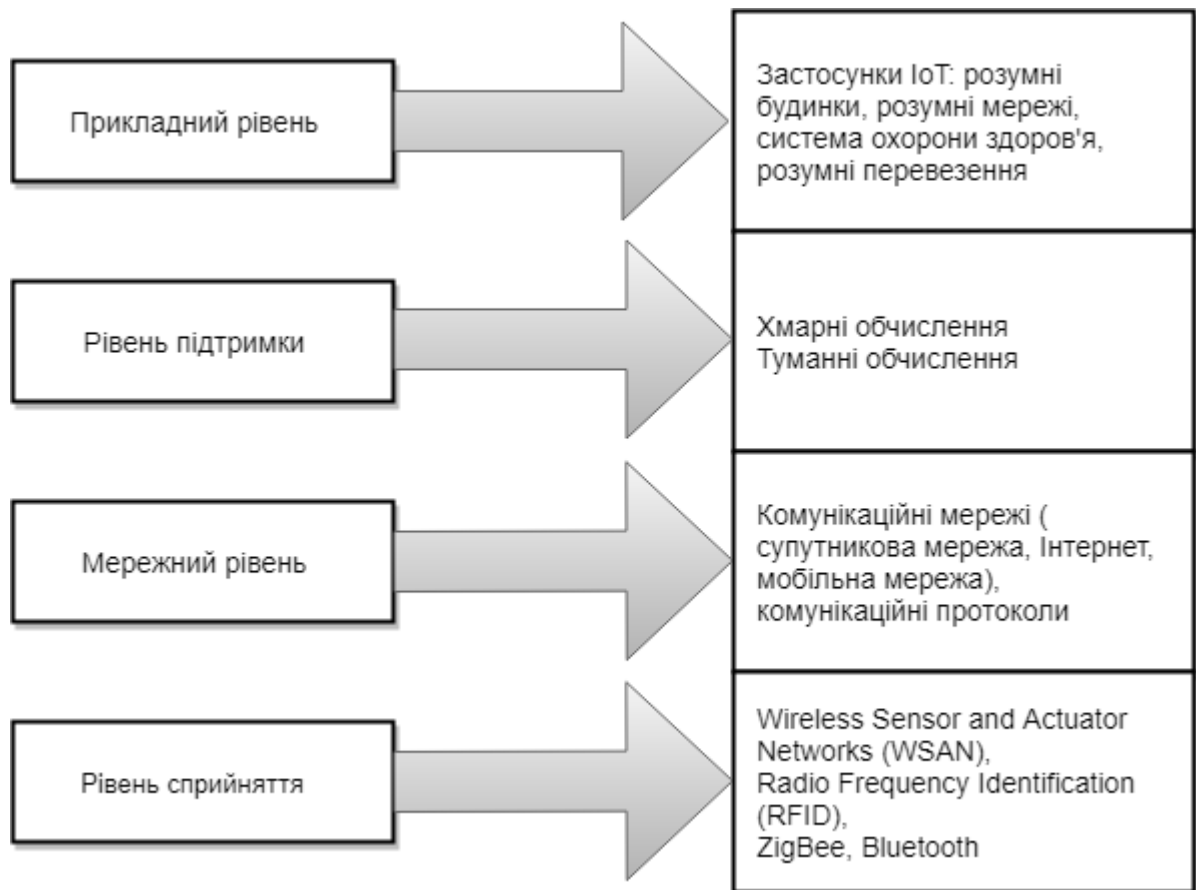 Прикладний рівень
Застосунки IoT: розумні
будинки, розумні мережі,
система охорони здоров'я,
розумні перевезення
Рівень підтримки
Хмарні обчислення
Туманні обчислення
Мережний рівень
Комунікаційні мережі (
супутникова мережа, Інтернет,
мобільна мережа),
комунікаційні протоколи
Рівень сприйняття
Wireless Sensor and Actuator
Networks (WSAN),
Radio Frequency Identification
(RFID),
ZigBee, Bluetooth